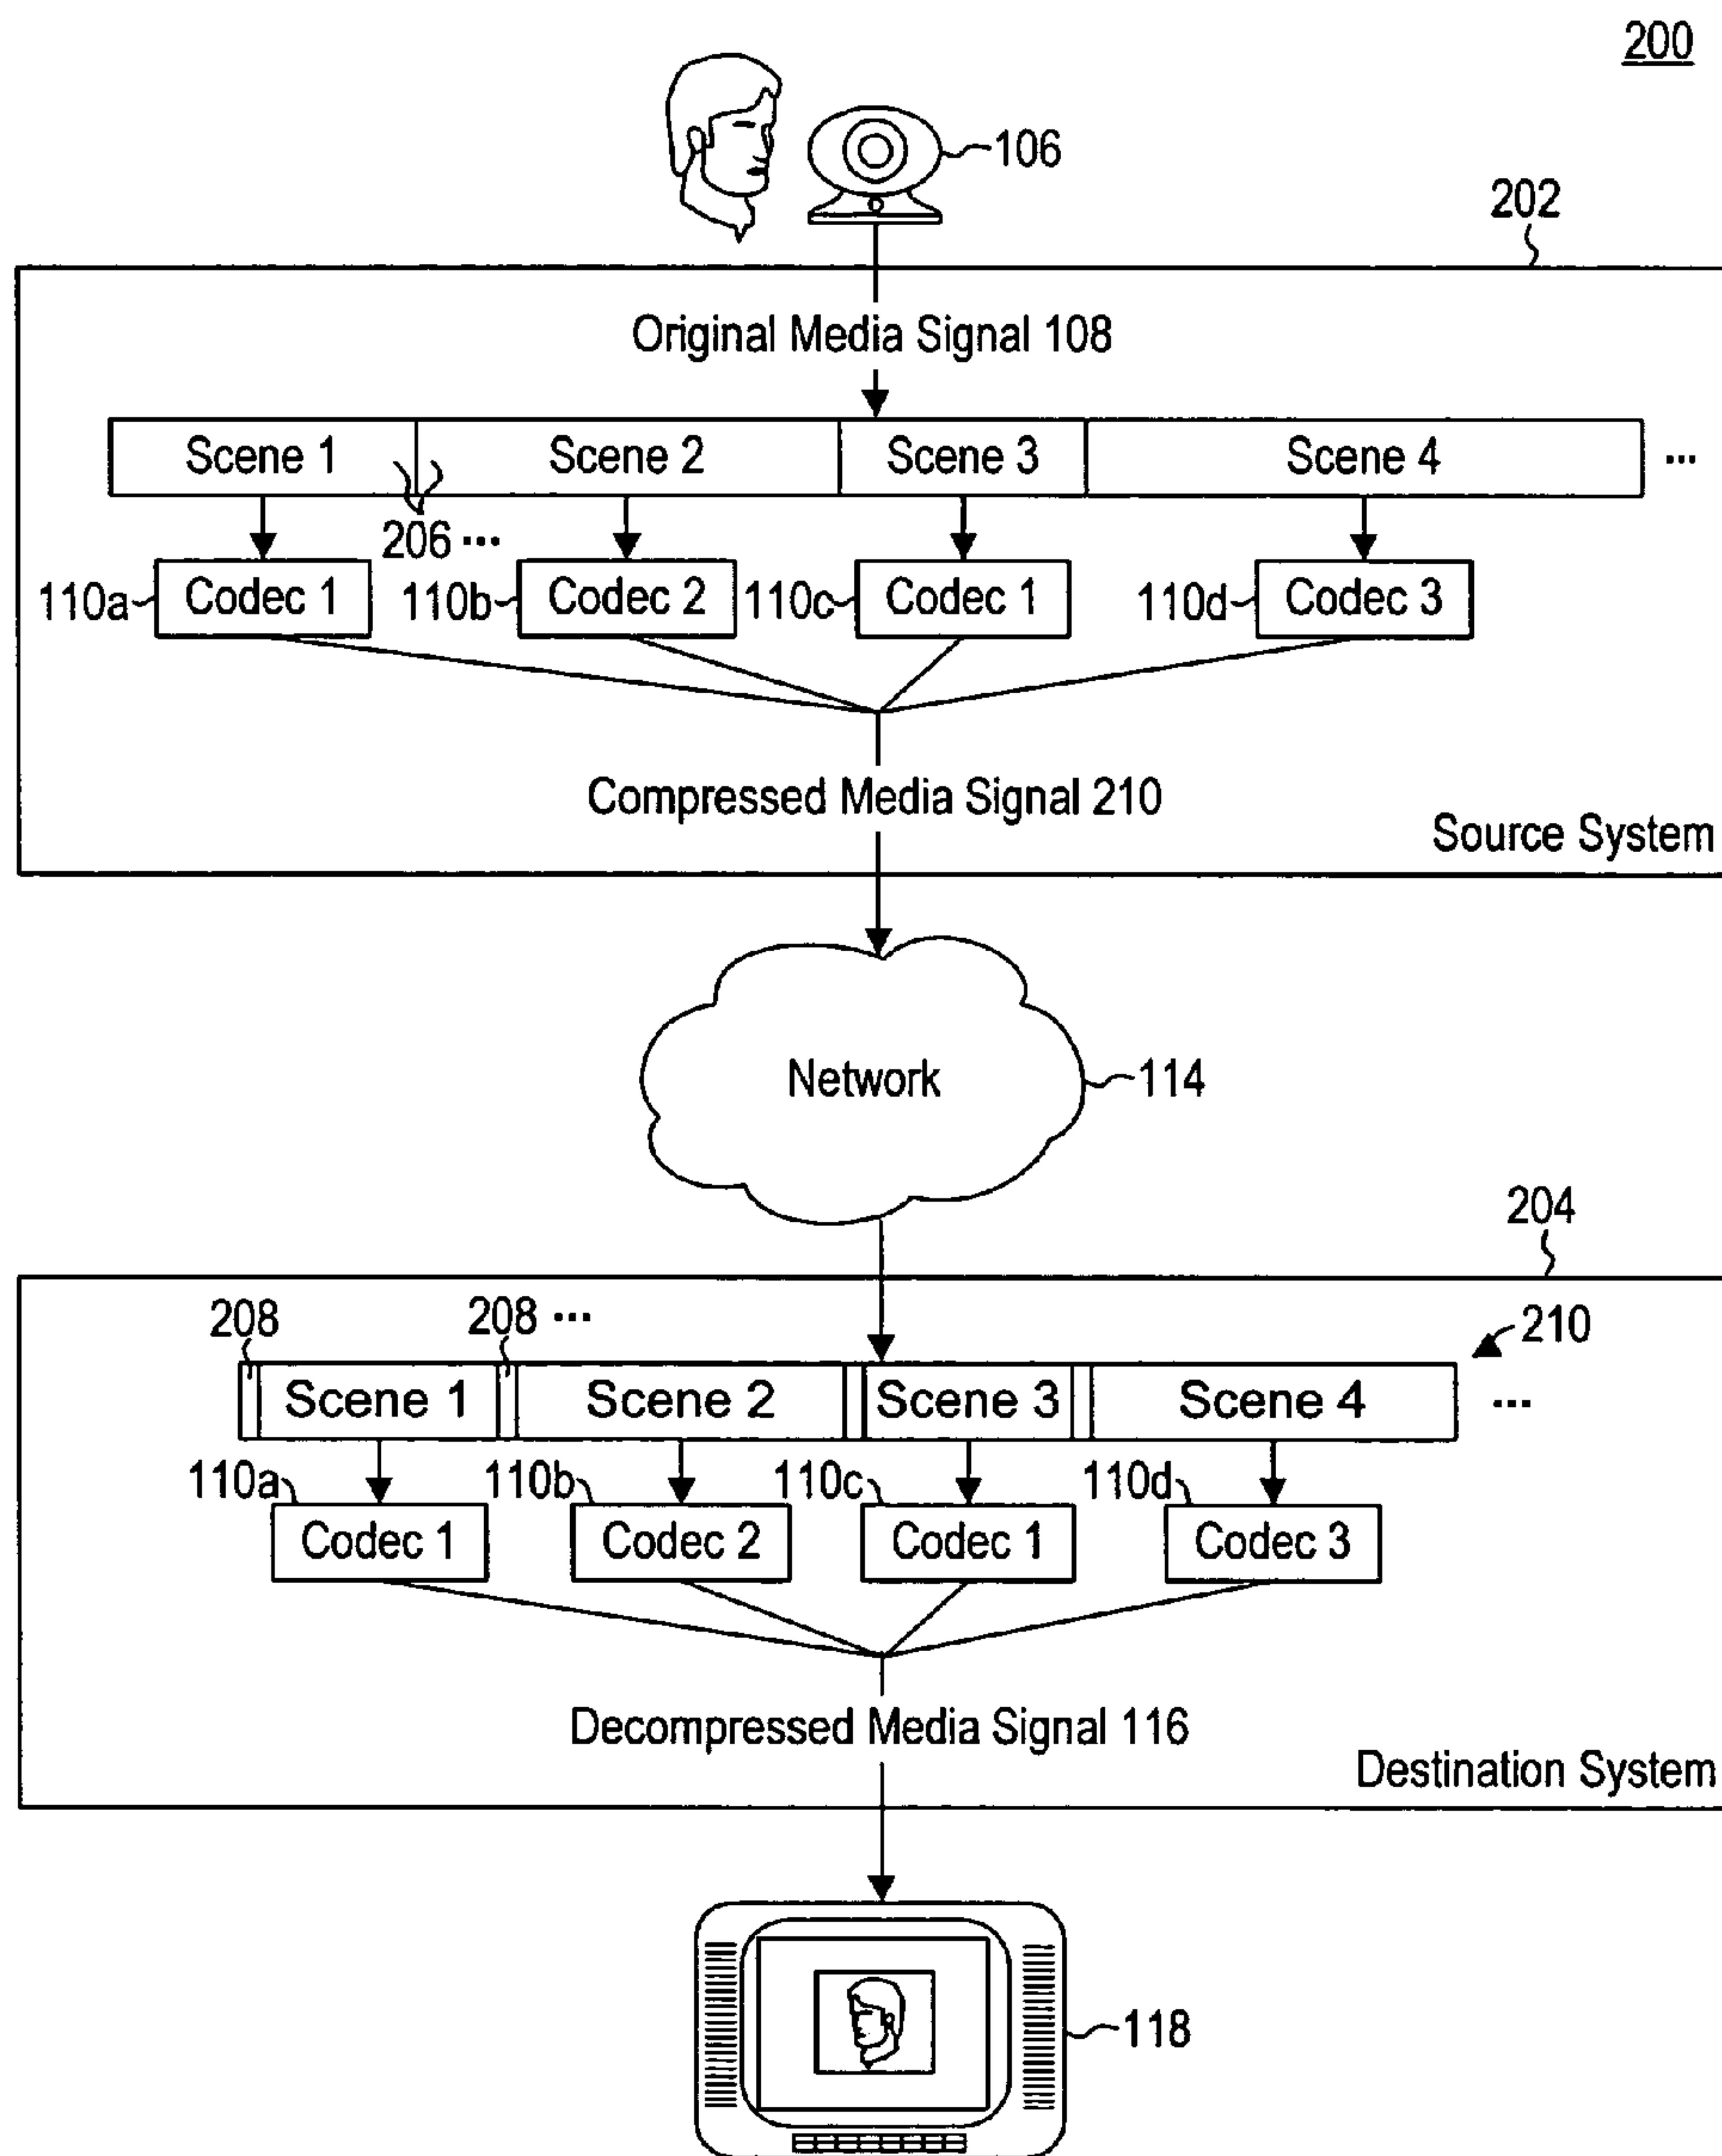 200
106
202
Original Media Signal 108
Scene 1 Scene 2 Scene 3 Scene 4 ...
206 ...
110a Codec 1 110b Codec 2 110c Codec 1 110d Codec 3
Compressed Media Signal 210
Source System
Network 114
204
208 208 ... 210
Scene 1 Scene 2 Scene 3 Scene 4 ...
110a 110b 110c 110d
Codec 1 Codec 2 Codec 1 Codec 3
Decompressed Media Signal 116
Destination System
118